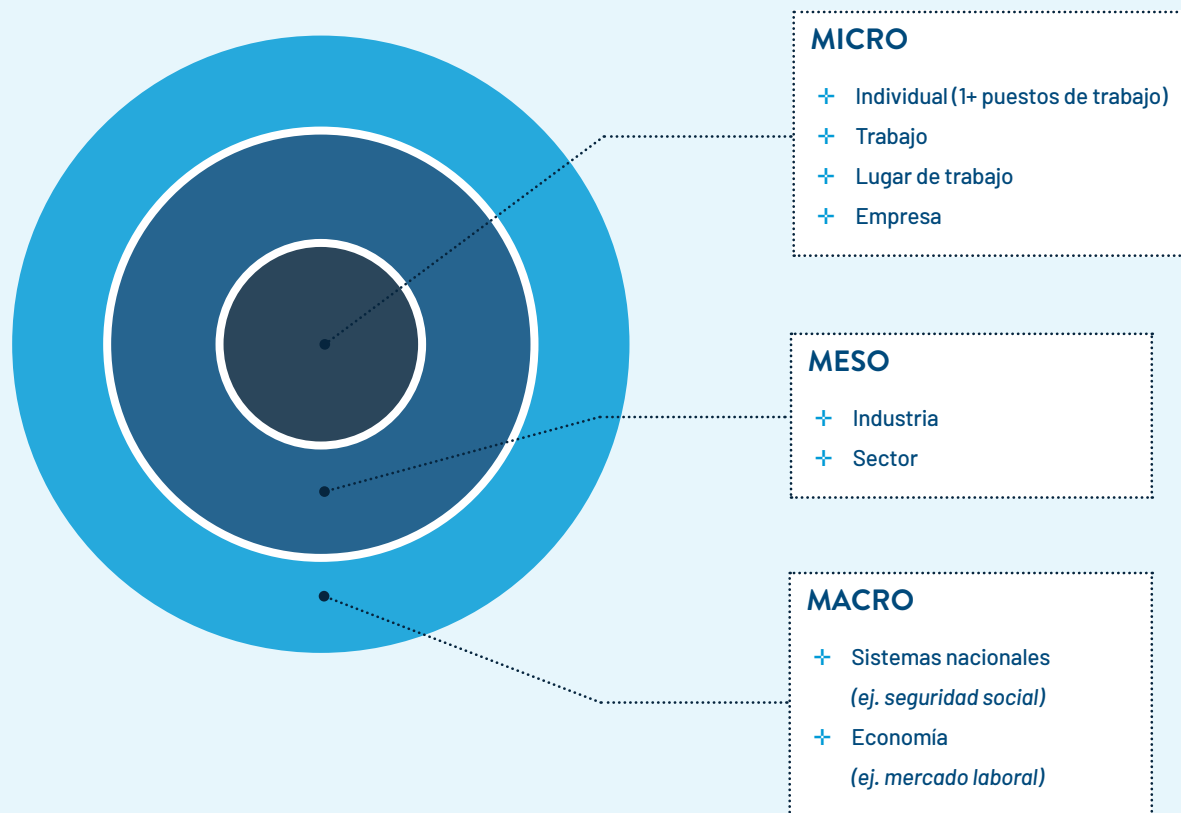 MICRO
Individual (1+ puestos de trabajo)
Trabajo
Lugar de trabajo
Empresa
MESO
Industria
Sector
MACRO
Sistemas nacionales
(ej. seguridad social)
Economía
(ej. mercado laboral)